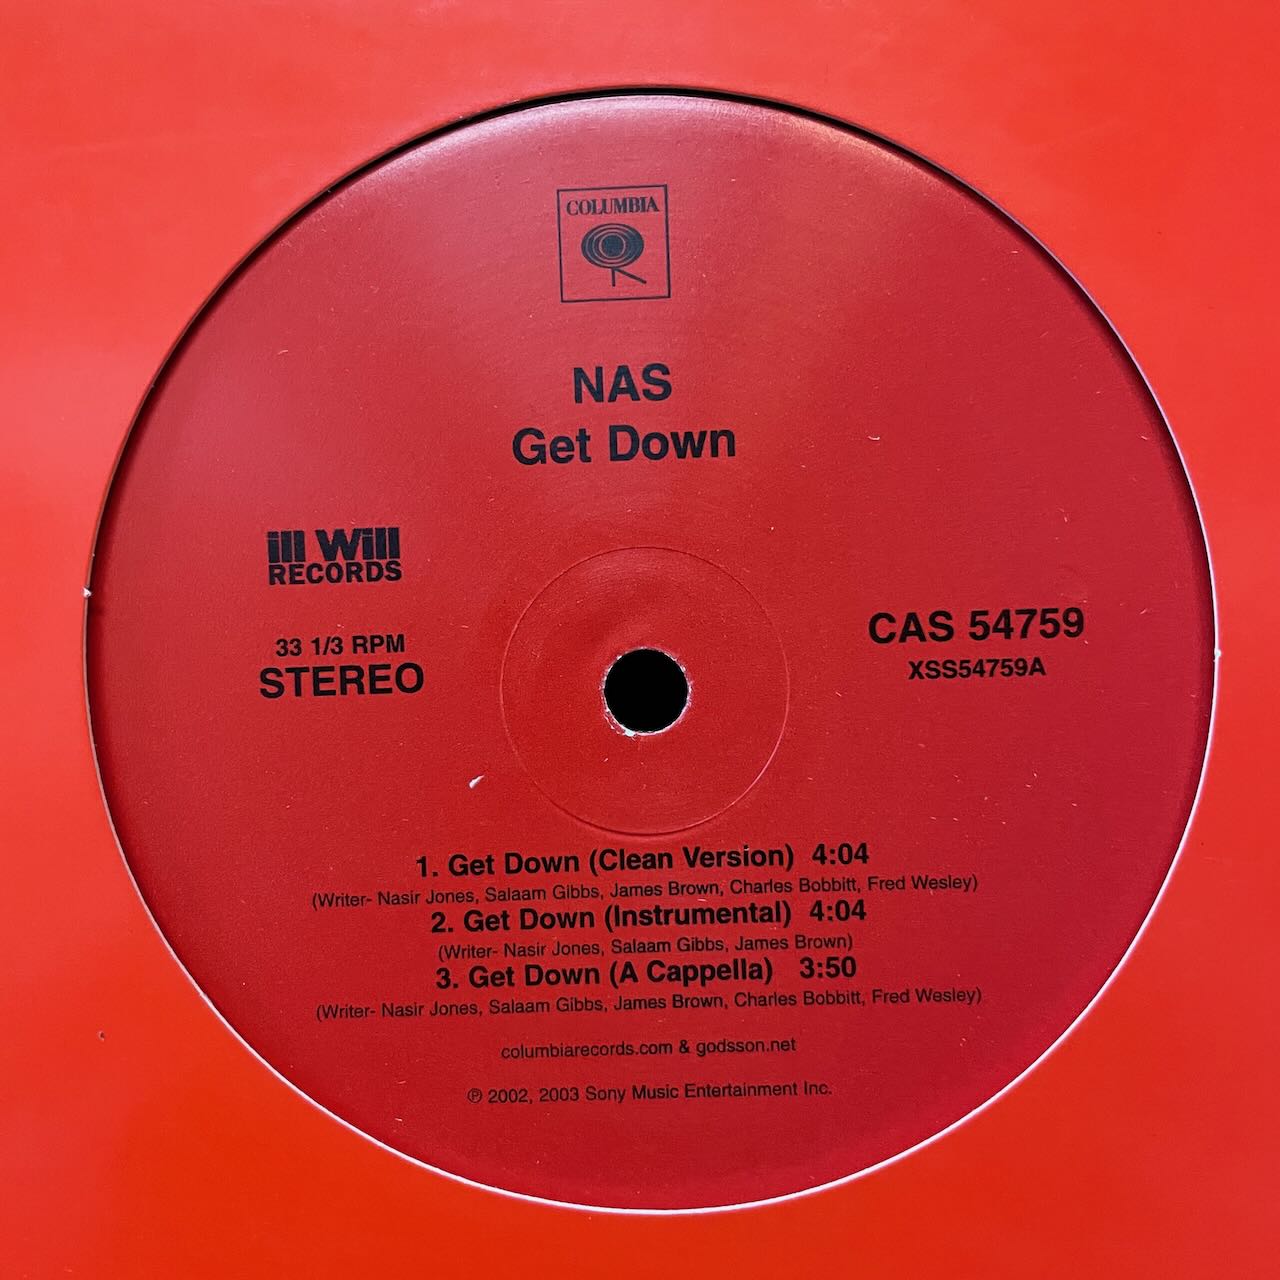 COLUMBIA
NAS
Get Down
ill Will
RECORDS
33 1/3 RPM
STEREO
CAS 54759
XSS54759A
1. Get Down (Clean Version) 4:04
(Writer- Nasir Jones, Salaam Gibbs, James Brown, Charles Bobbitt, Fred Wesley)
2. Get Down (Instrumental) 4:04
(Writer- Nasir Jones, Salaam Gibbs, James Brown)
3. Get Down (A Cappella) 3:50
(Writer- Nasir Jones, Salaam Gibbs, James Brown, Charles Bobbitt, Fred Wesley)
columbiarecords.com & godsson.net
℗ 2002, 2003 Sony Music Entertainment Inc.